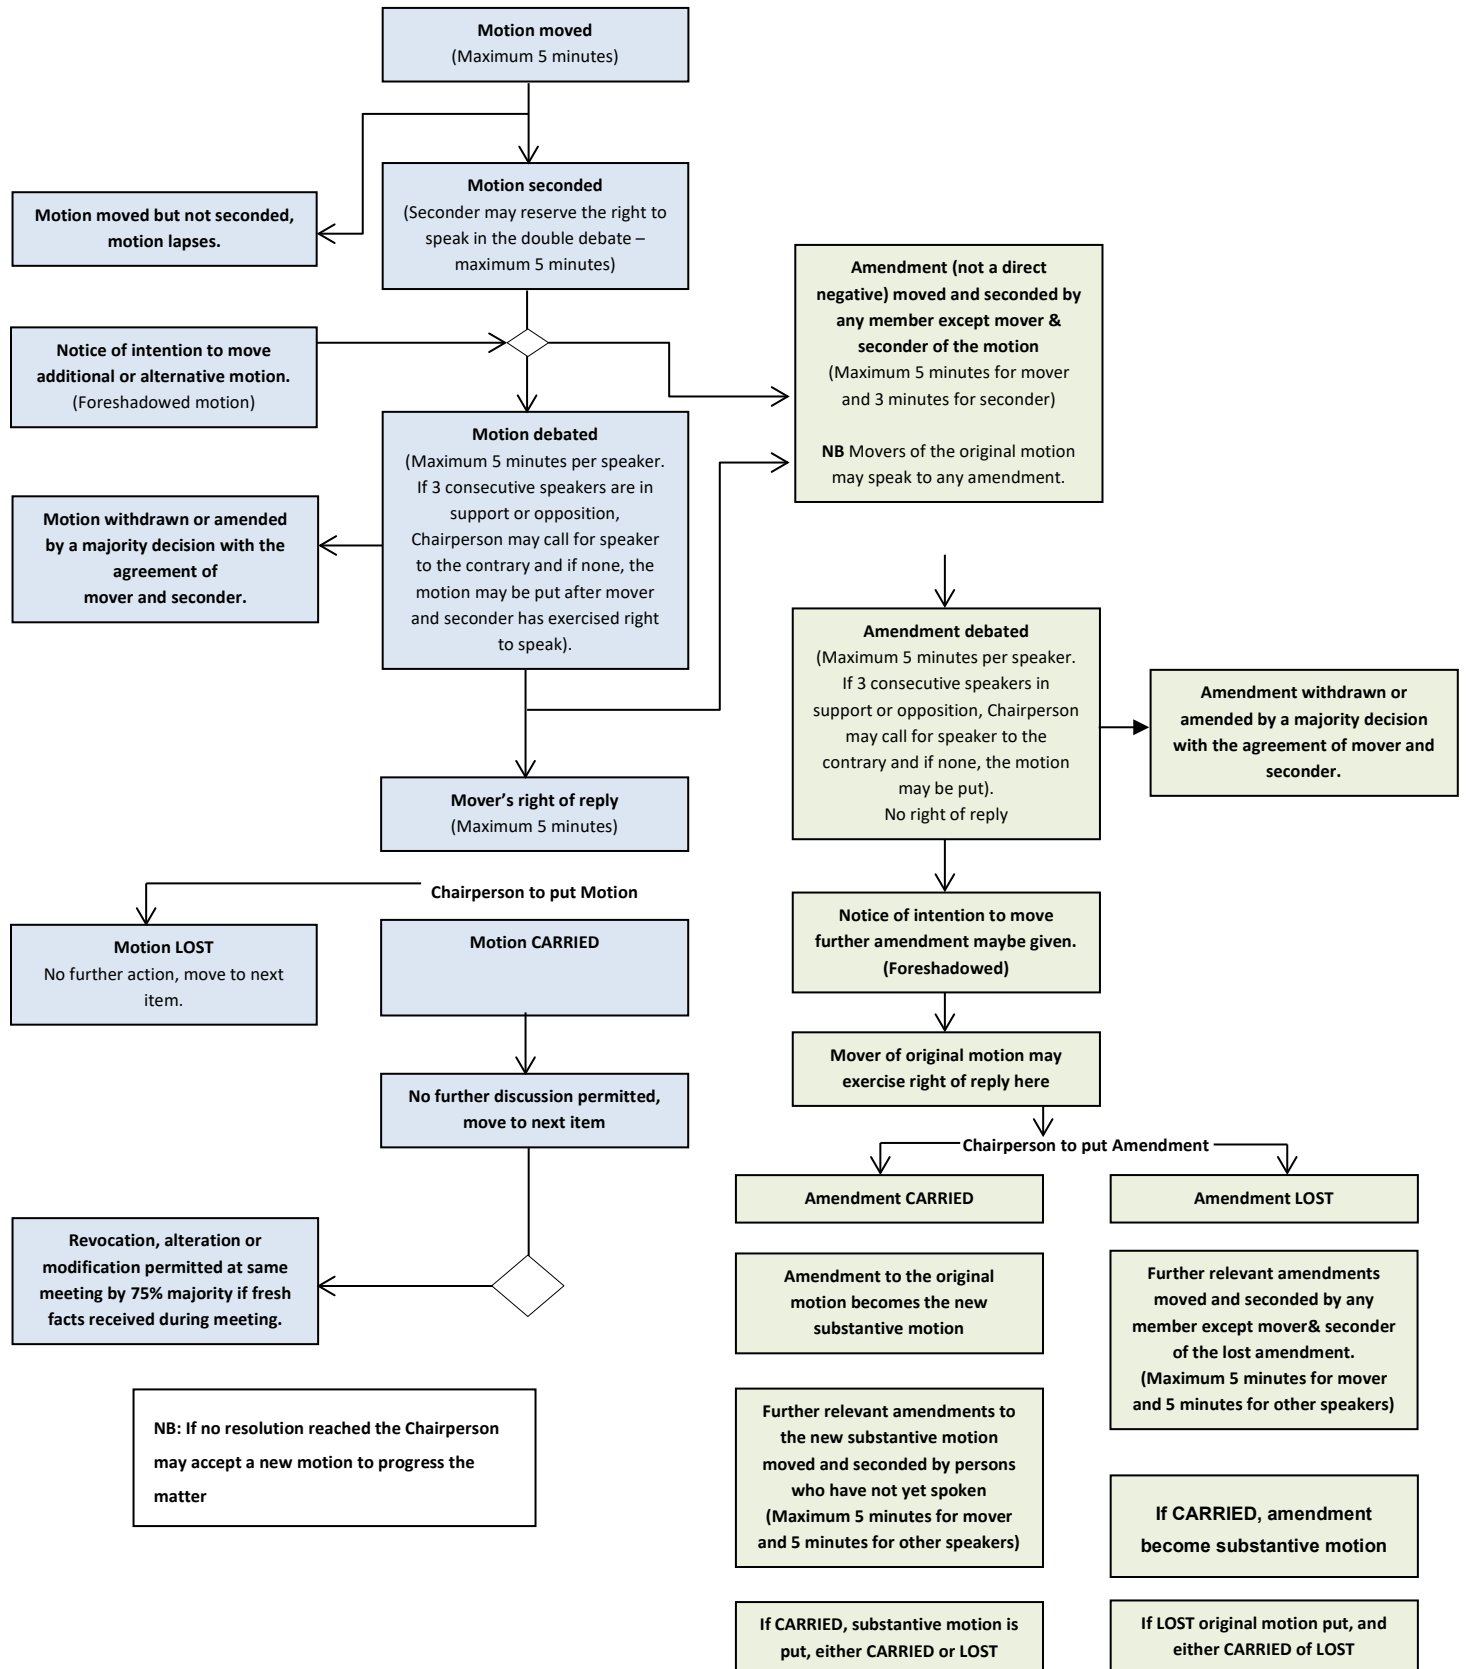 Motion moved
(Maximum 5 minutes)
Motion seconded
(Seconder may reserve the right to
speak in the double debate –
maximum 5 minutes)
Motion moved but not seconded,
motion lapses.
Notice of intention to move
additional or alternative motion.
(Foreshadowed motion)
Motion debated
(Maximum 5 minutes per speaker.
If 3 consecutive speakers are in
support or opposition,
Chairperson may call for speaker
to the contrary and if none, the
motion may be put after mover
and seconder has exercised right
to speak).
Motion withdrawn or amended
by a majority decision with the
agreement of
mover and seconder.
Mover’s right of reply
(Maximum 5 minutes)
Chairperson to put Motion
Motion LOST
No further action, move to next
item.
Motion CARRIED
No further discussion permitted,
move to next item
Revocation, alteration or
modification permitted at same
meeting by 75% majority if fresh
facts received during meeting.
NB: If no resolution reached the Chairperson
may accept a new motion to progress the
matter
Amendment (not a direct
negative) moved and seconded by
any member except mover &
seconder of the motion
(Maximum 5 minutes for mover
and 3 minutes for seconder)
NB Movers of the original motion
may speak to any amendment.
Amendment debated
(Maximum 5 minutes per speaker.
If 3 consecutive speakers in
support or opposition, Chairperson
may call for speaker to the
contrary and if none, the motion
may be put).
No right of reply
Amendment withdrawn or
amended by a majority decision
with the agreement of mover and
seconder.
Notice of intention to move
further amendment maybe given.
(Foreshadowed)
Mover of original motion may
exercise right of reply here
Chairperson to put Amendment
Amendment CARRIED
Amendment to the original
motion becomes the new
substantive motion
Further relevant amendments to
the new substantive motion
moved and seconded by persons
who have not yet spoken
(Maximum 5 minutes for mover
and 5 minutes for other speakers)
If CARRIED, substantive motion is
put, either CARRIED or LOST
Amendment LOST
Further relevant amendments
moved and seconded by any
member except mover& seconder
of the lost amendment.
(Maximum 5 minutes for mover
and 5 minutes for other speakers)
If CARRIED, amendment
become substantive motion
If LOST original motion put, and
either CARRIED of LOST